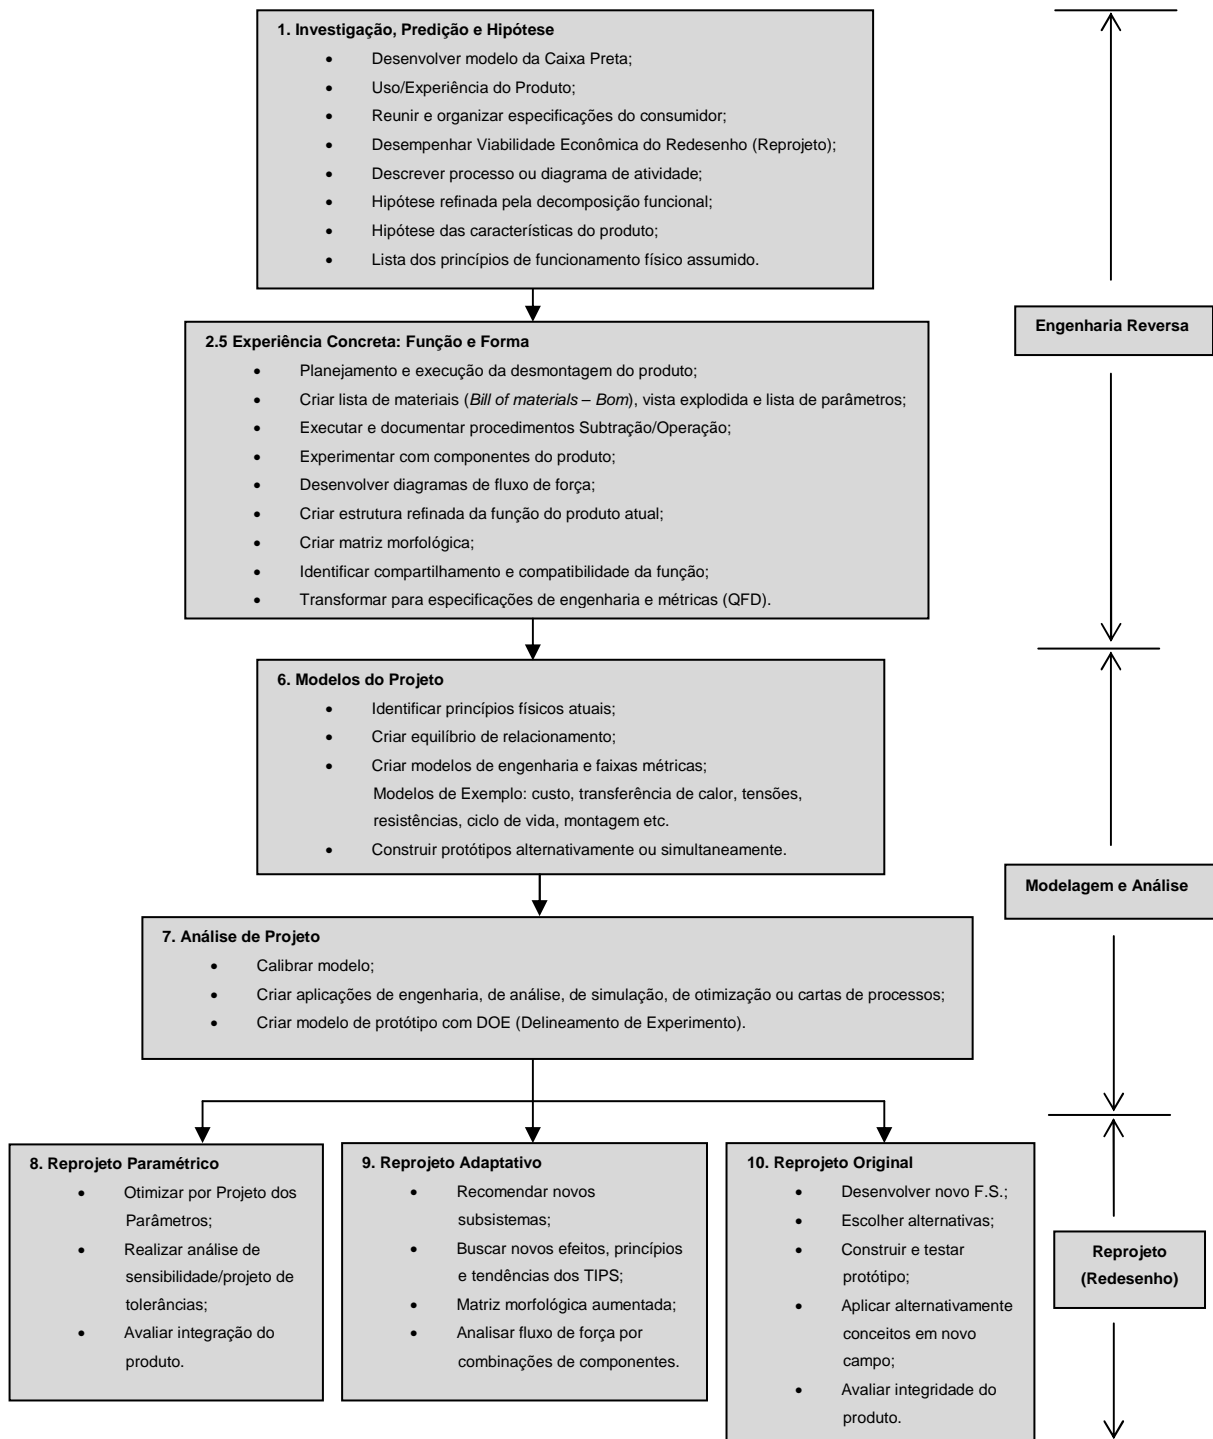 1. Investigação, Predição e Hipótese
• Desenvolver modelo da Caixa Preta;
• Uso/Experiência do Produto;
• Reunir e organizar especificações do consumidor;
• Desempenhar Viabilidade Econômica do Redesenho (Reprojeto);
• Descrever processo ou diagrama de atividade;
• Hipótese refinada pela decomposição funcional;
• Hipótese das características do produto;
• Lista dos princípios de funcionamento físico assumido.
Engenharia Reversa
2.5 Experiência Concreta: Função e Forma
• Planejamento e execução da desmontagem do produto;
• Criar lista de materiais (Bill of materials – Bom), vista explodida e lista de parâmetros;
• Executar e documentar procedimentos Subtração/Operação;
• Experimentar com componentes do produto;
• Desenvolver diagramas de fluxo de força;
• Criar estrutura refinada da função do produto atual;
• Criar matriz morfológica;
• Identificar compartilhamento e compatibilidade da função;
• Transformar para especificações de engenharia e métricas (QFD).
6. Modelos do Projeto
• Identificar princípios físicos atuais;
• Criar equilíbrio de relacionamento;
• Criar modelos de engenharia e faixas métricas;
Modelos de Exemplo: custo, transferência de calor, tensões,
resistências, ciclo de vida, montagem etc.
• Construir protótipos alternativamente ou simultaneamente.
Modelagem e Análise
7. Análise de Projeto
• Calibrar modelo;
• Criar aplicações de engenharia, de análise, de simulação, de otimização ou cartas de processos;
• Criar modelo de protótipo com DOE (Delineamento de Experimento).
8. Reprojeto Paramétrico
• Otimizar por Projeto dos
Parâmetros;
• Realizar análise de
sensibilidade/projeto de
tolerâncias;
• Avaliar integração do
produto.
9. Reprojeto Adaptativo
• Recomendar novos
subsistemas;
• Buscar novos efeitos, princípios
e tendências dos TIPS;
• Matriz morfológica aumentada;
• Analisar fluxo de força por
combinações de componentes.
10. Reprojeto Original
• Desenvolver novo F.S.;
• Escolher alternativas;
• Construir e testar
protótipo;
• Aplicar alternativamente
conceitos em novo
campo;
• Avaliar integridade do
produto.
Reprojeto
(Redesenho)